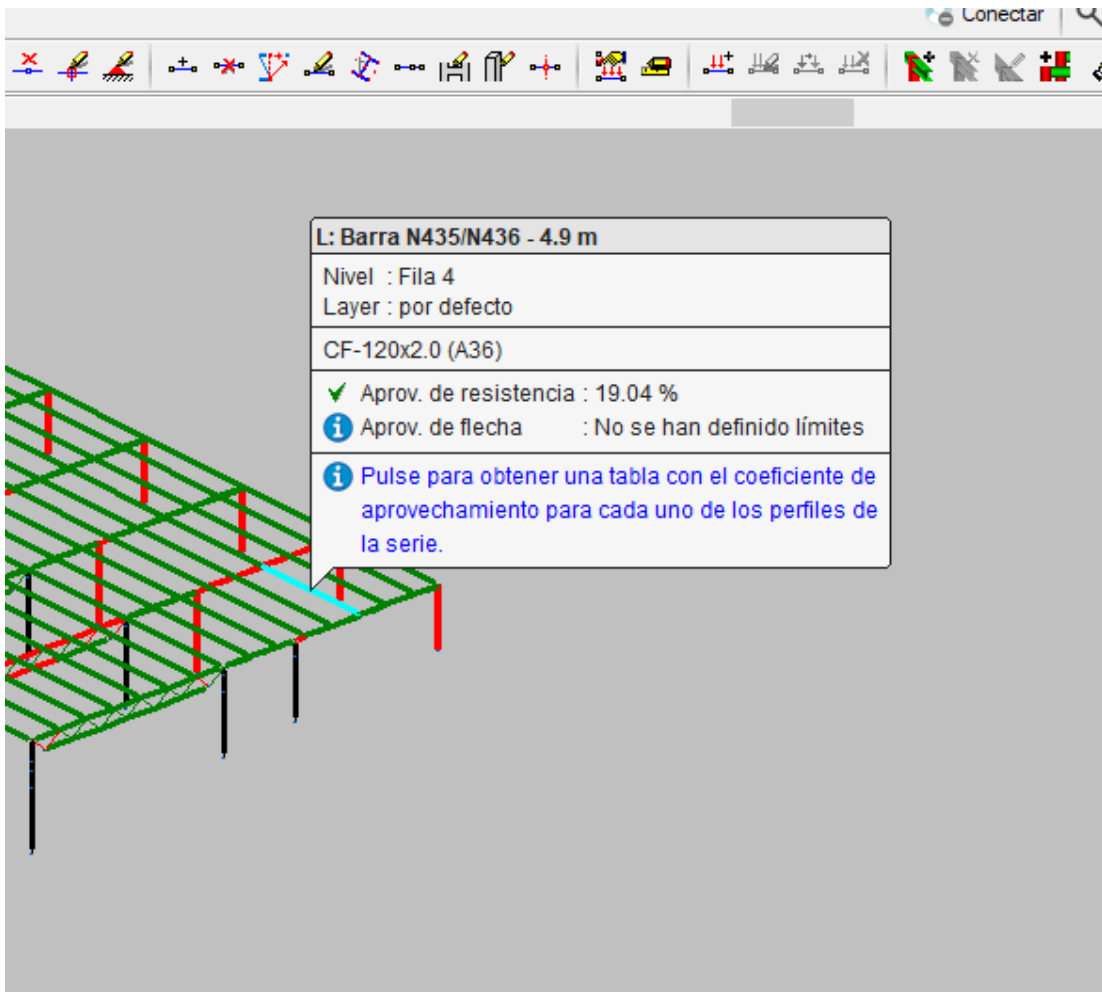 Conectar
L: Barra N435/N436 - 4.9 m
Nivel : Fila 4
Layer : por defecto
CF-120x2.0 (A36)
Aprov. de resistencia : 19.04 %
Aprov. de flecha : No se han definido límites
Pulse para obtener una tabla con el coeficiente de
aprovechamiento para cada uno de los perfiles de
la serie.